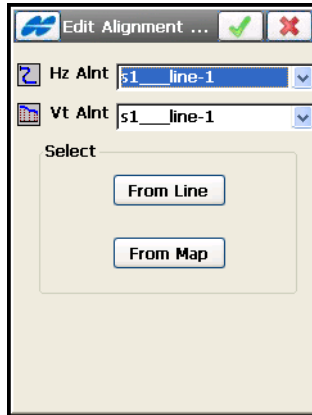 Edit Alignment ...
Hz Alnt s1___line-1
Vt Alnt s1___line-1
Select
From Line
From Map